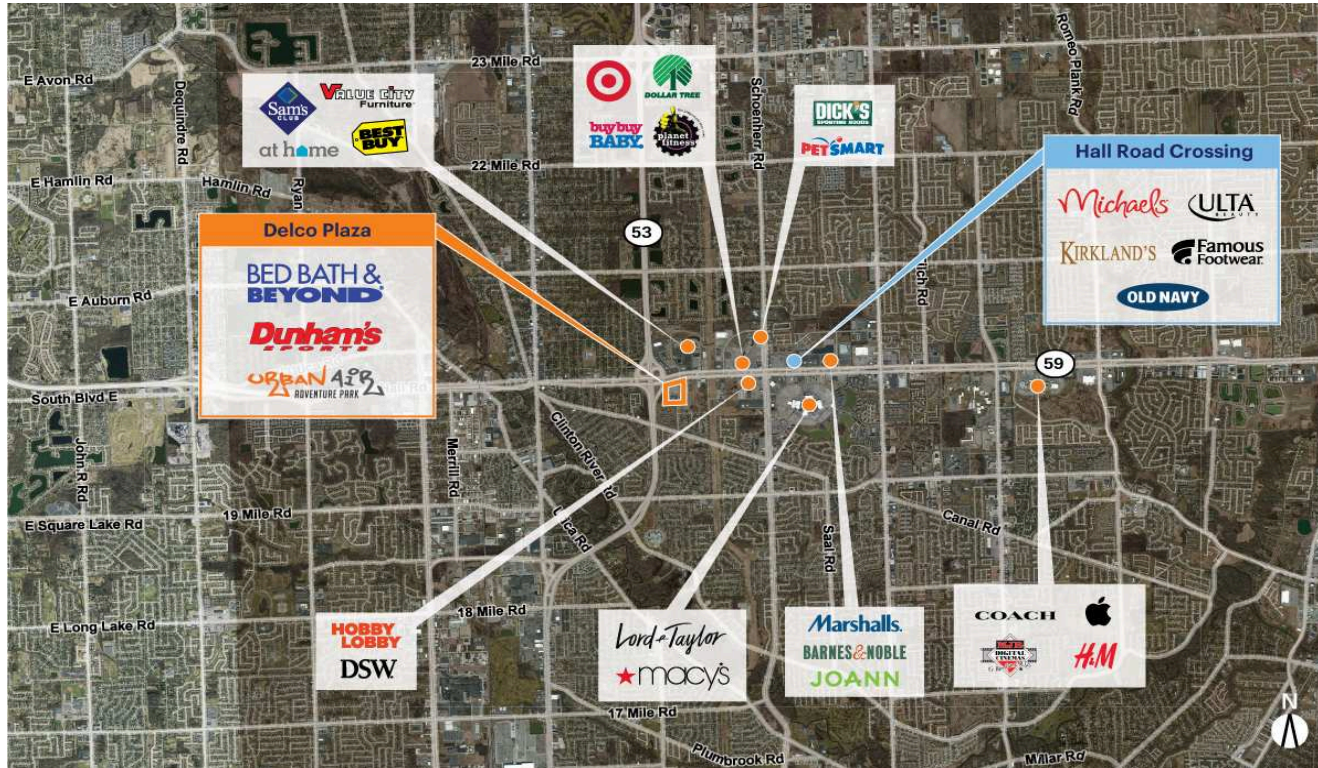 23 Mile Rd
E Avon Rd
Dequindre Rd
Romeo Plank Rd
Schoenherr Rd
Sam's
CLUB
VALUE CITY
Furniture
at home
BEST
BUY
DOLLAR TREE
buybuy
BABY
planet
fitness
DICK'S
SPORTING GOODS
PETSMART
Hall Road Crossing
Michaels
ULTA
BEAUTY
KIRKLAND'S
Famous
Footwear
OLD NAVY
22 Mile Rd
E Hamlin Rd
Hamlin Rd
Ryan
53
Delco Plaza
BED BATH &
BEYOND
Dunham's
SPORTS
URBAN AIR
ADVENTURE PARK
E Auburn Rd
59
South Blvd E
John R Rd
Merrill Rd
Clinton River Rd
E Square Lake Rd
19 Mile Rd
Canal Rd
Saal Rd
18 Mile Rd
E Long Lake Rd
HOBBY
LOBBY
DSW
Lord & Taylor
macy's
Marshalls.
BARNES&NOBLE
JOANN
COACH
MJR
DIGITAL
CINEMAS
H&M
17 Mile Rd
Plumbrook Rd
Millar Rd
N